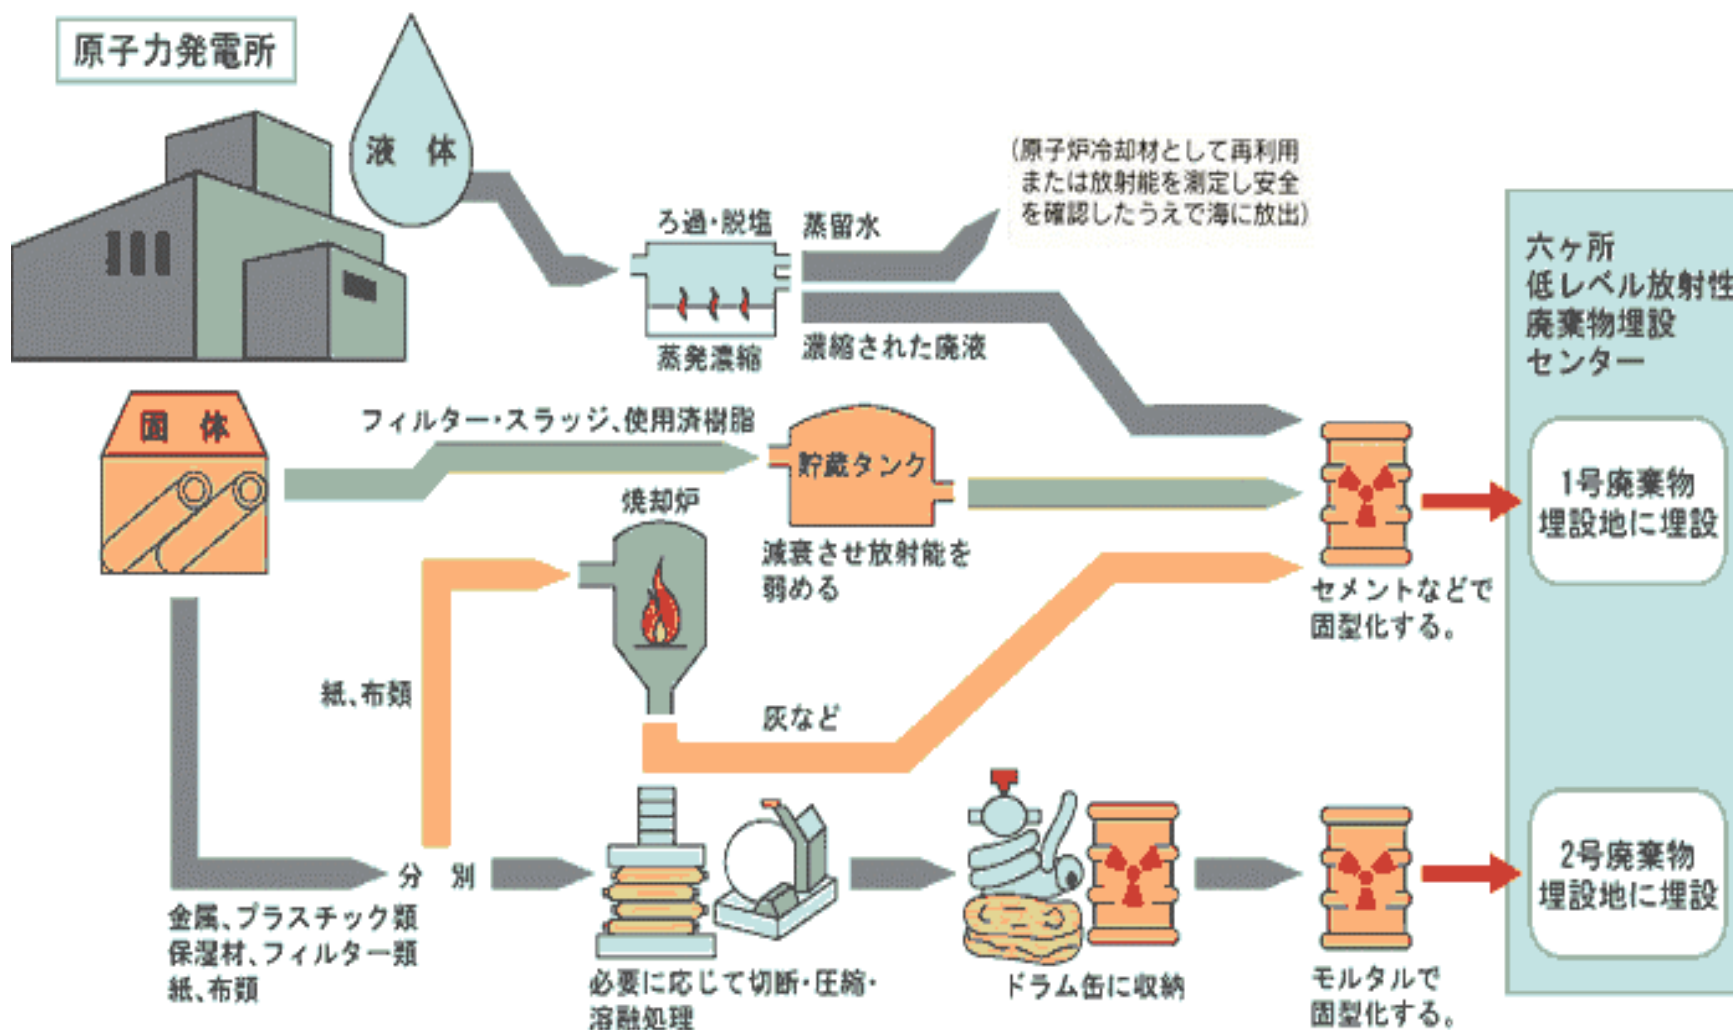 原子力発電所
液 体
(原子炉冷却材として再利用
または放射能を測定し安全
を確認したうえで海に放出)
ろ過・脱塩
蒸留水
蒸発濃縮
濃縮された廃液
六ヶ所
低レベル放射性
廃棄物埋設
センター
固 体
フィルター・スラッジ、使用済樹脂
貯蔵タンク
減衰させ放射能を
弱める
焼却炉
セメントなどで
固型化する。
1号廃棄物
埋設地に埋設
紙、布類
灰など
分 別
金属、プラスチック類
保湿材、フィルター類
紙、布類
必要に応じて切断・圧縮・
溶融処理
ドラム缶に収納
モルタルで
固型化する。
2号廃棄物
埋設地に埋設